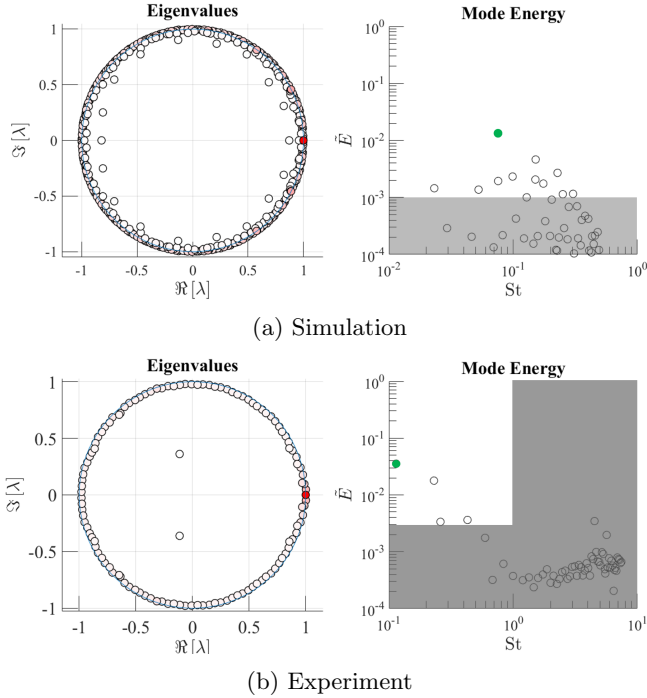 Eigenvalues
Mode Energy
1
0.5
0
-0.5
-1
ℑ[λ]
-1
-0.5
0
0.5
1
ℜ[λ]
10^0
10^-1
10^-2
10^-3
10^-4
Ẽ
10^-2
10^-1
10^0
St
(a) Simulation
Eigenvalues
Mode Energy
1
0.5
0
-0.5
-1
ℑ[λ]
-1
-0.5
0
0.5
1
ℜ[λ]
10^0
10^-1
10^-2
10^-3
10^-4
Ẽ
10^-1
10^0
10^1
St
(b) Experiment